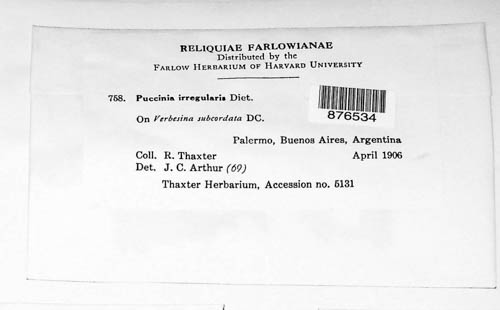 RELIQUIAE FARLOWIANAE
Distributed by the
FARLOW HERBARIUM OF HARVARD UNIVERSITY
758. Puccinia irregularis Diet.
On Verbesina subcordata DC.
876534
Palermo, Buenos Aires, Argentina
Coll. R. Thaxter April 1906
Det. J. C. Arthur (69)
Thaxter Herbarium, Accession no. 5131